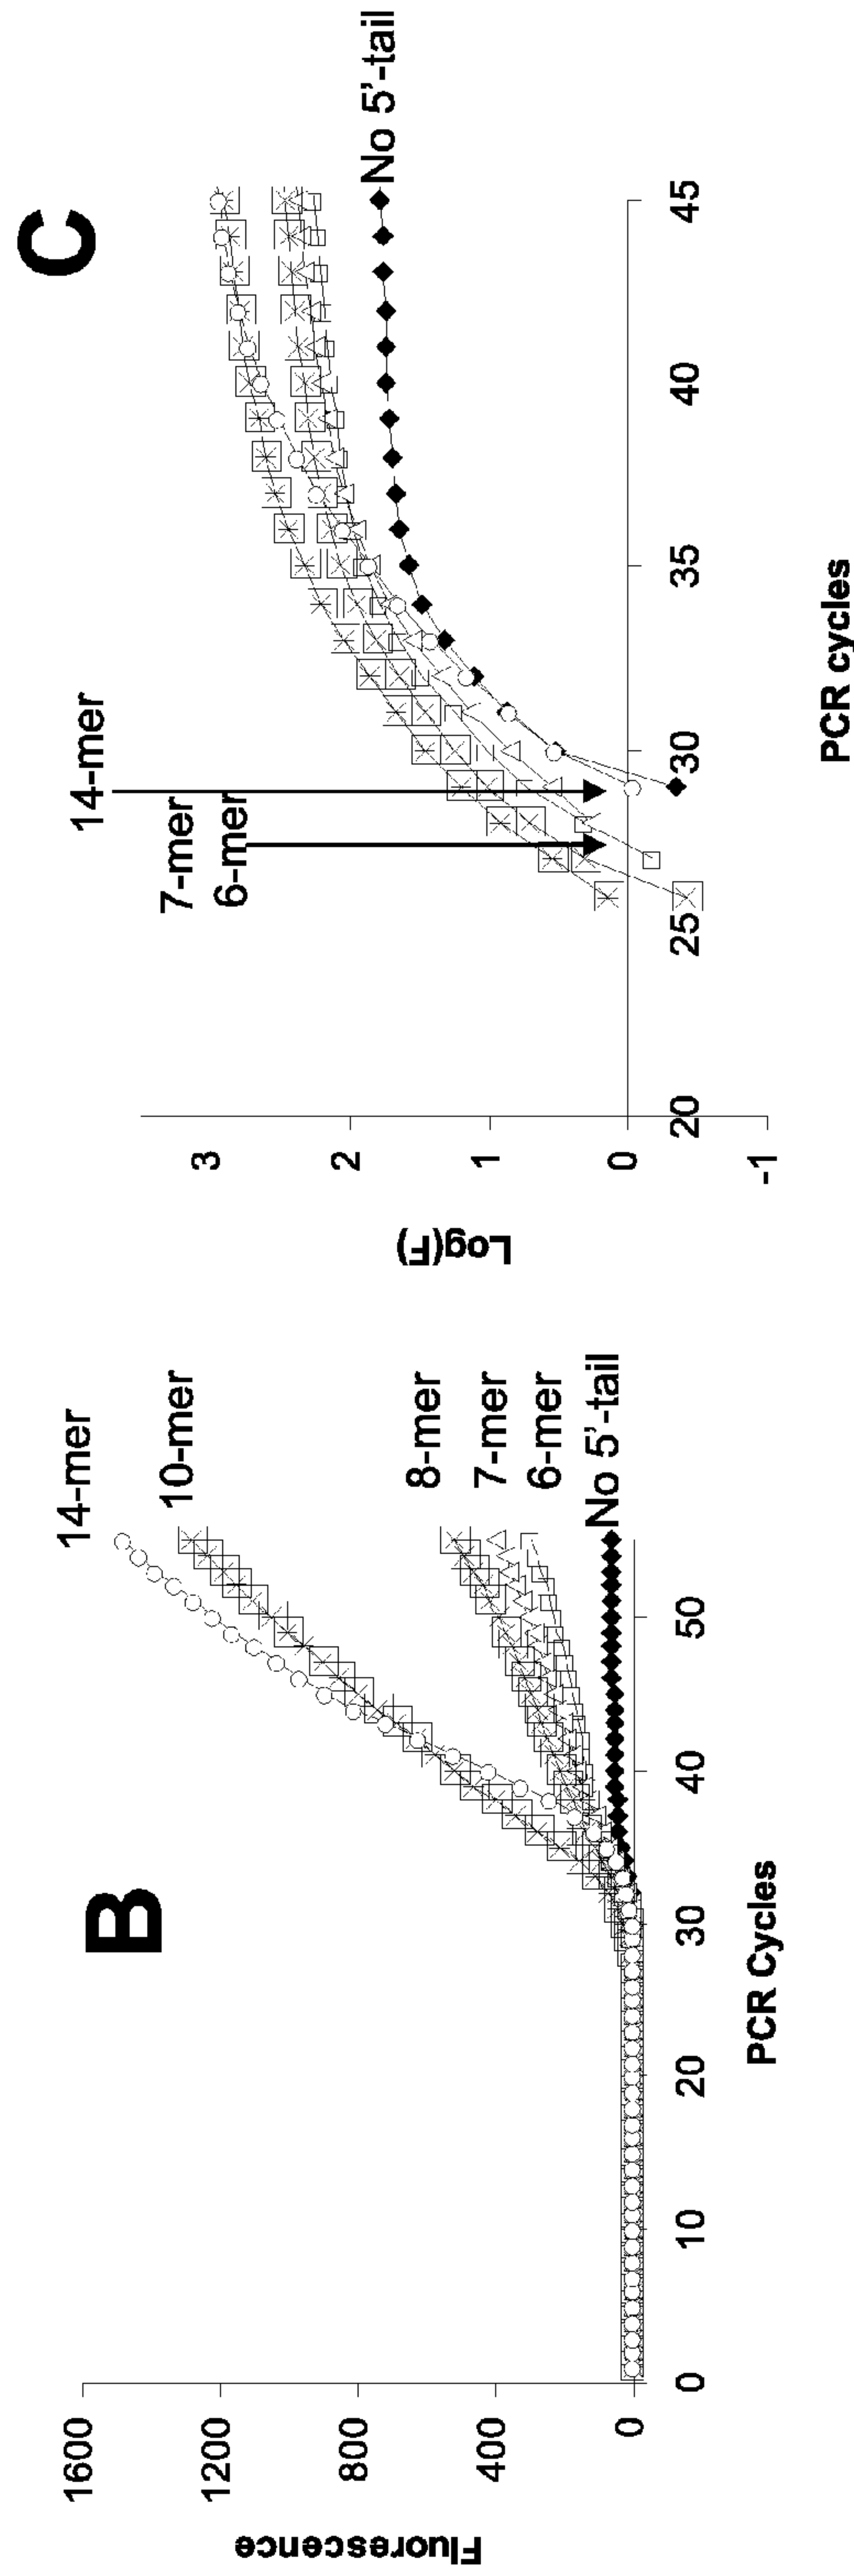 B
1600
1200
800
400
0
Fluorescence
0
10
20
30
40
50
PCR Cycles
14-mer
10-mer
8-mer
7-mer
6-mer
No 5'-tail
C
3
2
1
0
-1
Log(F)
20
25
30
35
40
45
PCR cycles
14-mer
7-mer
6-mer
No 5'-tail